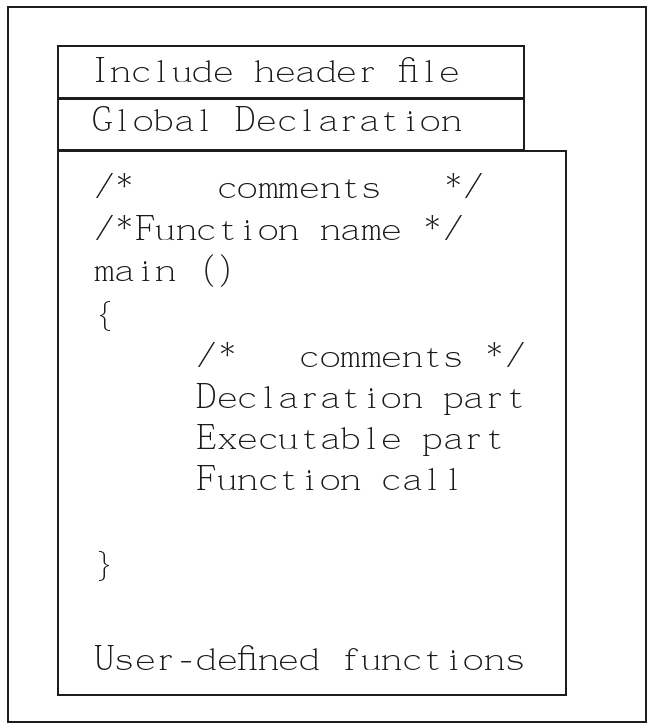 Include header file
Global Declaration
/* comments */
/*Function name */
main ()
{
/* comments */
Declaration part
Executable part
Function call
}
User-defined functions